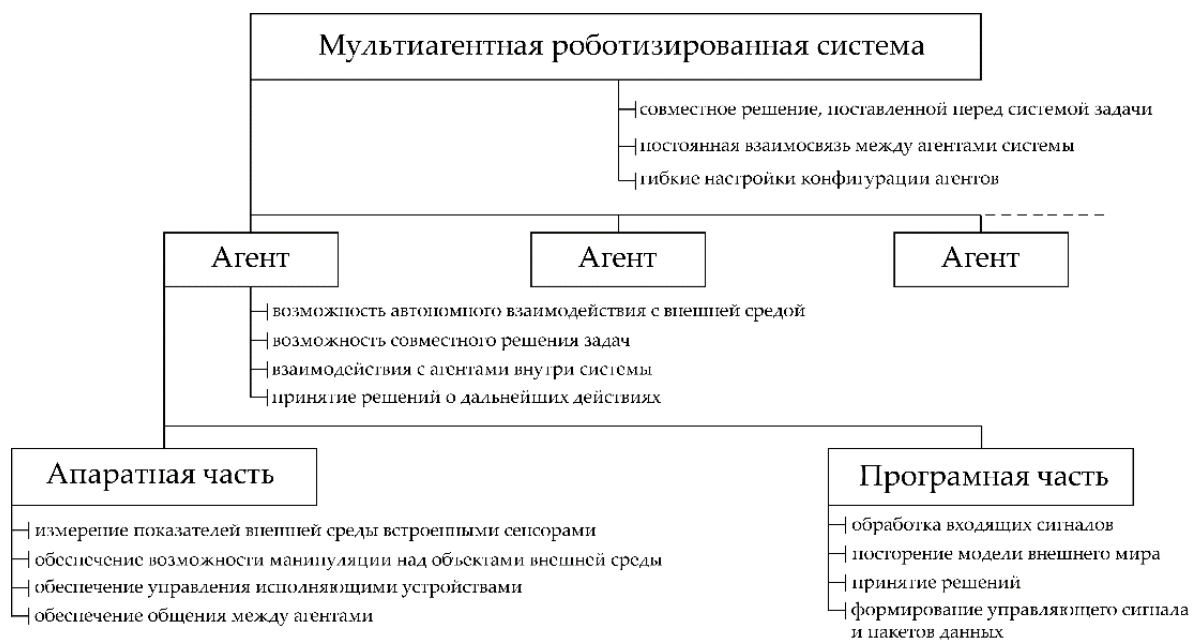 Мультиагентная роботизированная система
совместное решение, поставленной перед системой задачи
постоянная взаимосвязь между агентами системы
гибкие настройки конфигурации агентов
Агент
Агент
Агент
возможность автономного взаимодействия с внешней средой
возможность совместного решения задач
взаимодействия с агентами внутри системы
принятие решений о дальнейших действиях
Апаратная часть
Програмная часть
измерение показателей внешней среды встроенными сенсорами
обеспечение возможности манипуляции над объектами внешней среды
обеспечение управления исполняющими устройствами
обеспечение общения между агентами
обработка входящих сигналов
посторение модели внешнего мира
принятие решений
формирование управляющего сигнала
и пакетов данных